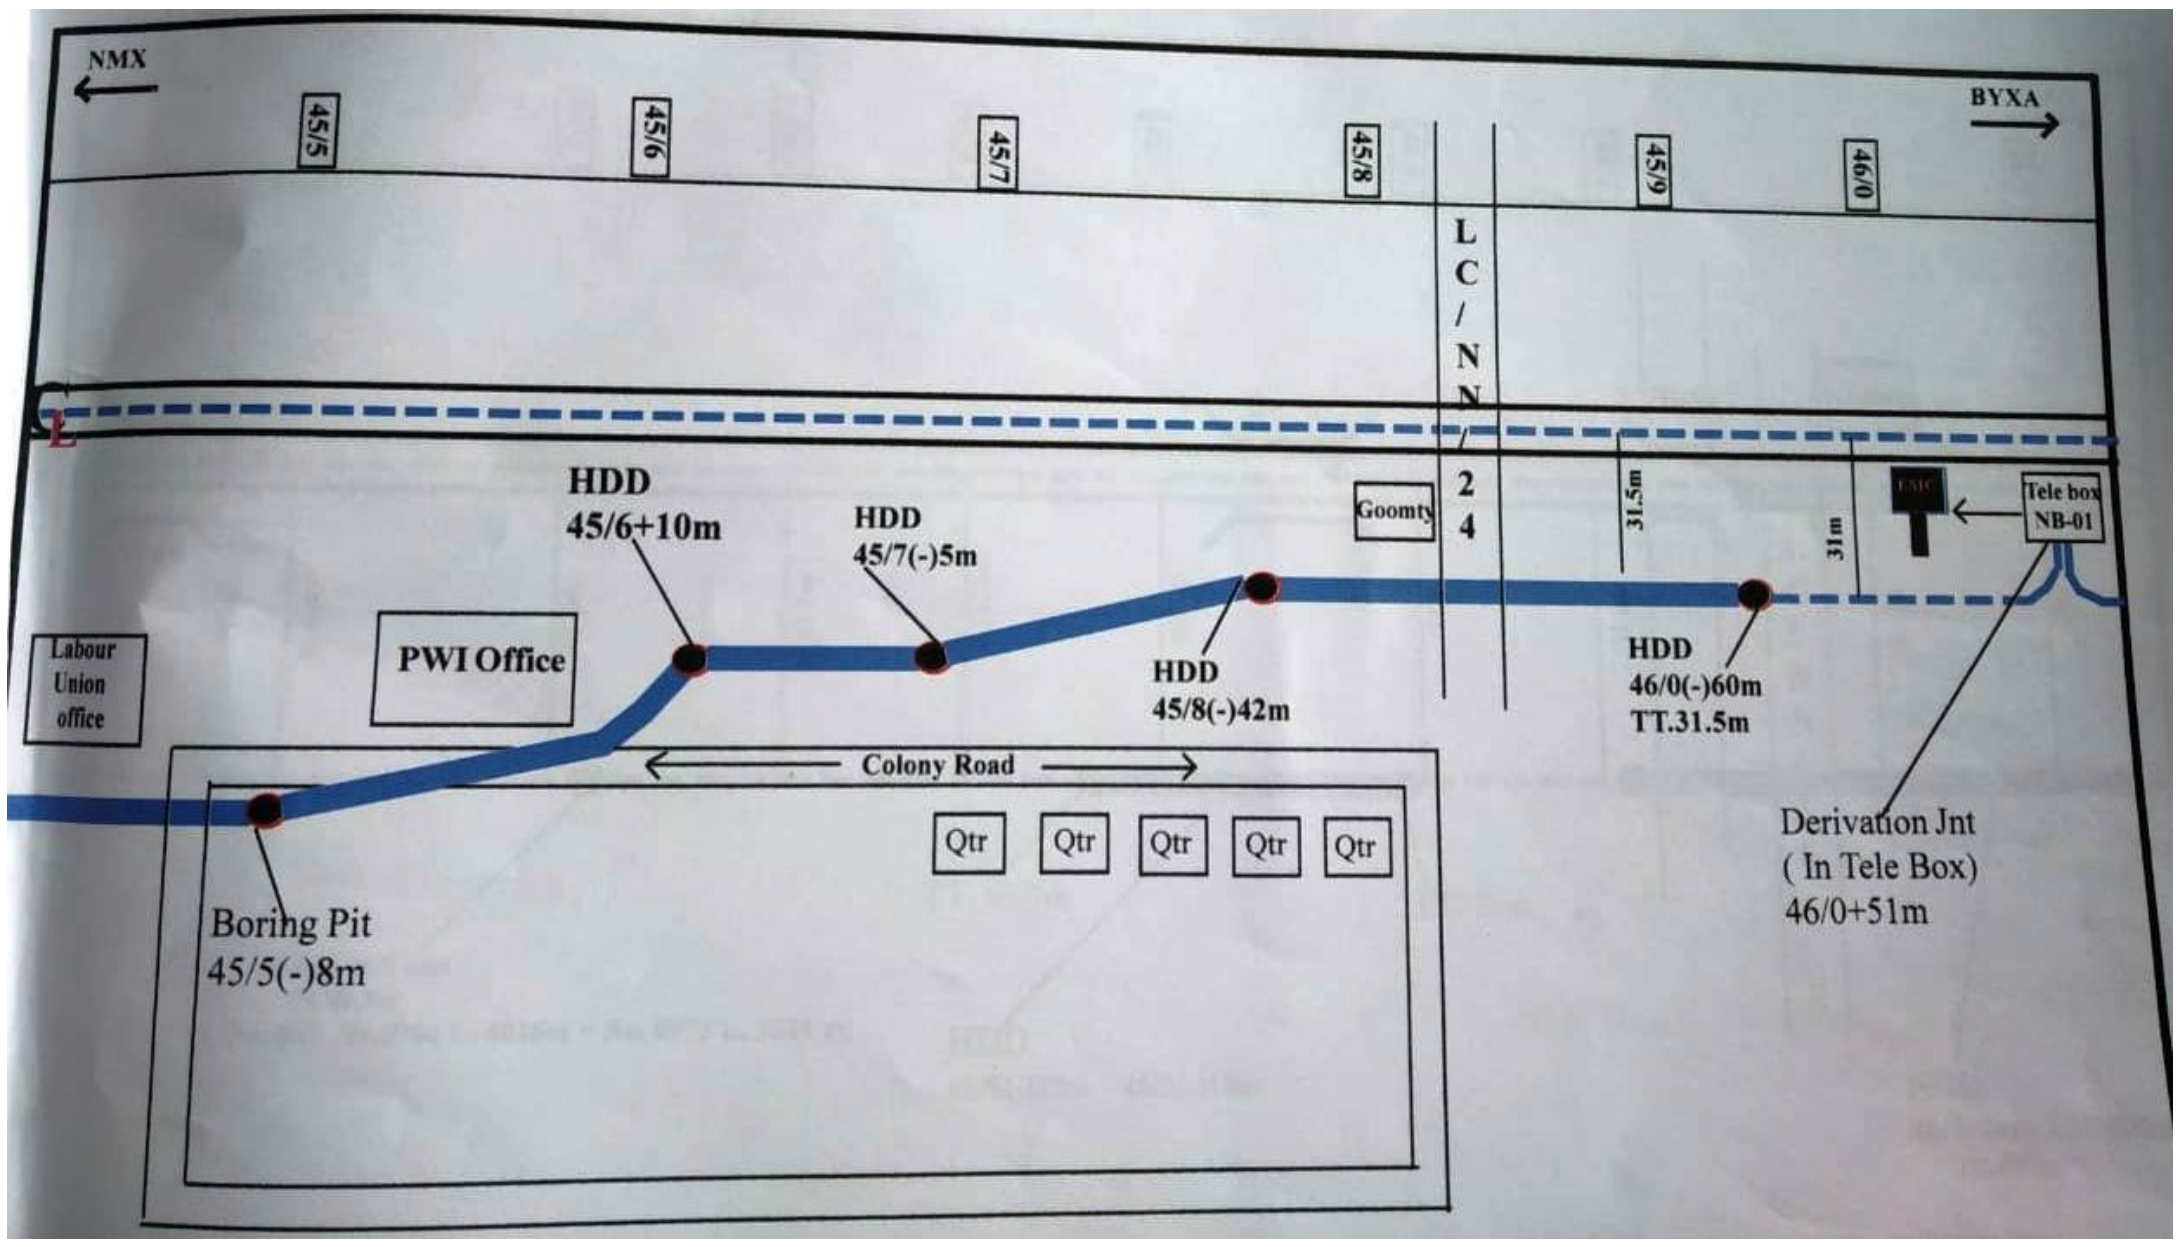 NMX
BYXA
45/5
45/6
45/7
45/8
45/9
46/0
L
C
/
N
N
/
2
4
C
L
HDD
45/6+10m
HDD
45/7(-)5m
Goomty
31.5m
31m
EMC
Tele box
NB-01
Labour
Union
office
PWI Office
HDD
45/8(-)42m
HDD
46/0(-)60m
TT.31.5m
Colony Road
Qtr
Qtr
Qtr
Qtr
Qtr
Derivation Jnt
( In Tele Box)
46/0+51m
Boring Pit
45/5(-)8m